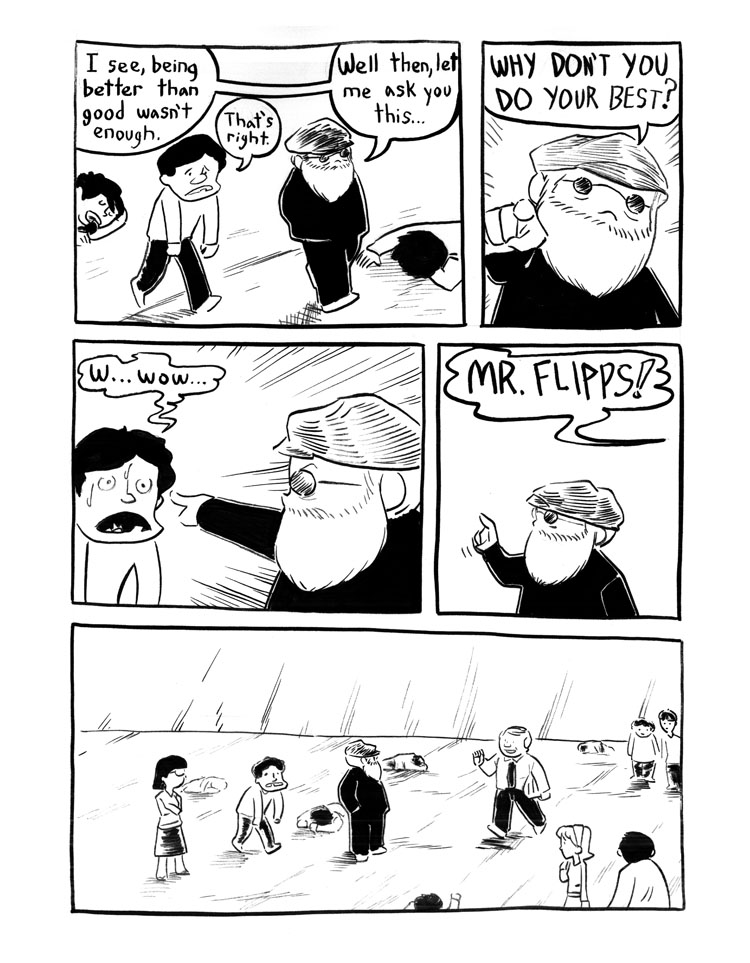 I see, being
better than
good wasn't
enough.
That's
right.
Well then, let
me ask you
this...
WHY DON'T YOU
DO YOUR BEST?
W... WOW...
MR. FLIPPS!!